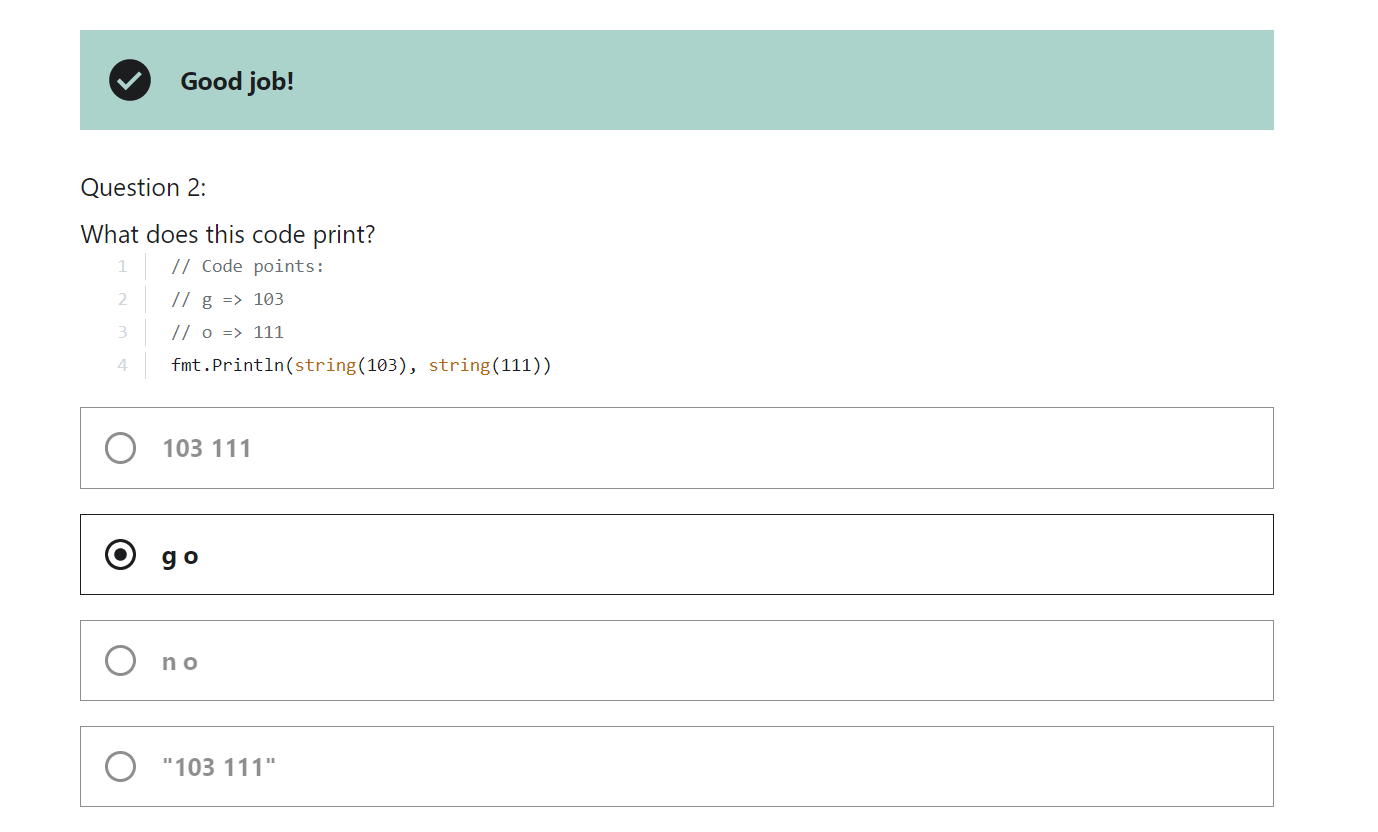 Good job!
Question 2:
What does this code print?
1 // Code points:
2 // g => 103
3 // o => 111
4 fmt.Println(string(103), string(111))
103 111
g o
n o
"103 111"